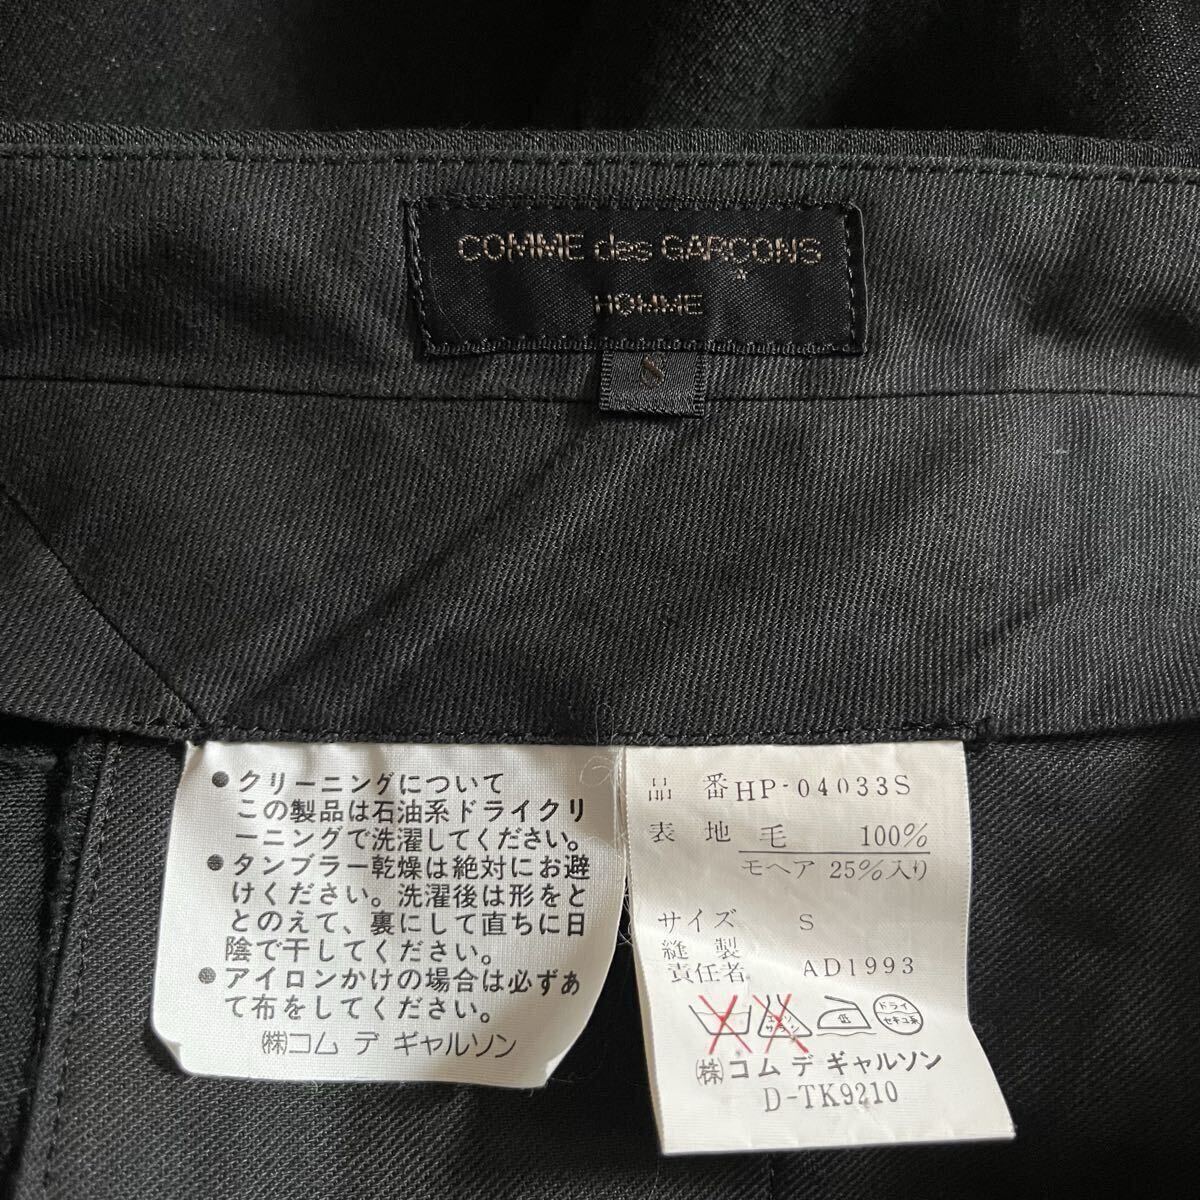 COMME des GARÇONS
HOMME
S
●クリーニングについて
この製品は石油系ドライクリ
ーニングで洗濯してください。
●タンブラー乾燥は絶対にお避
けください。洗濯後は形をと
とのえて、裏にして直ちに日
陰で干してください。
●アイロンかけの場合は必ずあ
て布をしてください。
㈱コム デ ギャルソン
品 番 HP-04033S
表 地 毛 100%
モヘア 25%入り
サイズ S
縫 製
責任者 AD1993
エンソ
サラシ
低
ドライ
セキユ系
㈱コム デ ギャルソン
D-TK9210